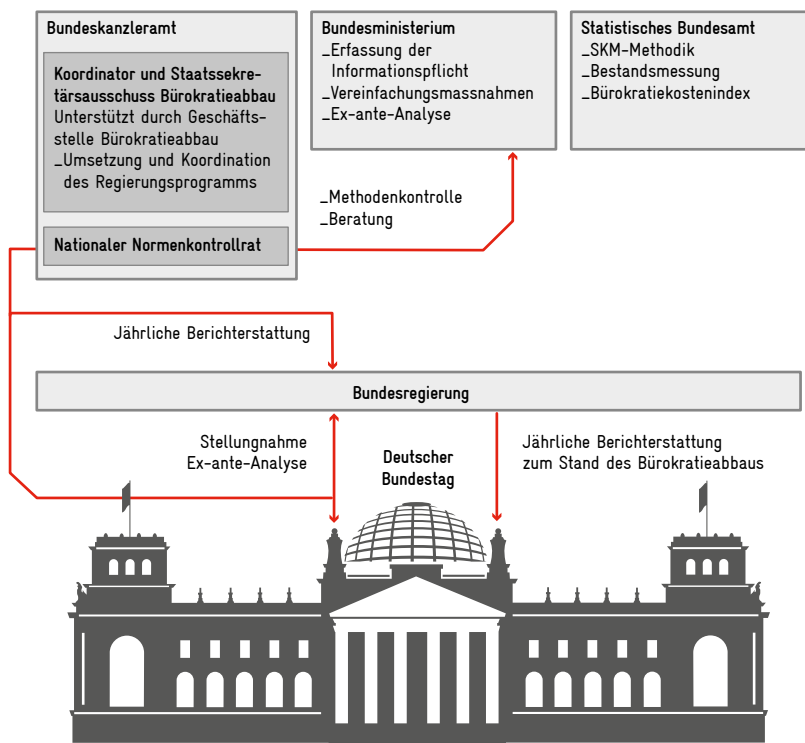 Bundeskanzleramt
Koordinator und Staatssekre-
tärsausschuss Bürokratieabbau
Unterstützt durch Geschäfts-
stelle Bürokratieabbau
_Umsetzung und Koordination
des Regierungsprogramms
Nationaler Normenkontrollrat
Bundesministerium
_Erfassung der
Informationspflicht
_Vereinfachungsmassnahmen
_Ex-ante-Analyse
Statistisches Bundesamt
_SKM-Methodik
_Bestandsmessung
_Bürokratiekostenindex
_Methodenkontrolle
_Beratung
Jährliche Berichterstattung
Bundesregierung
Stellungnahme
Ex-ante-Analyse
Deutscher
Bundestag
Jährliche Berichterstattung
zum Stand des Bürokratieabbaus